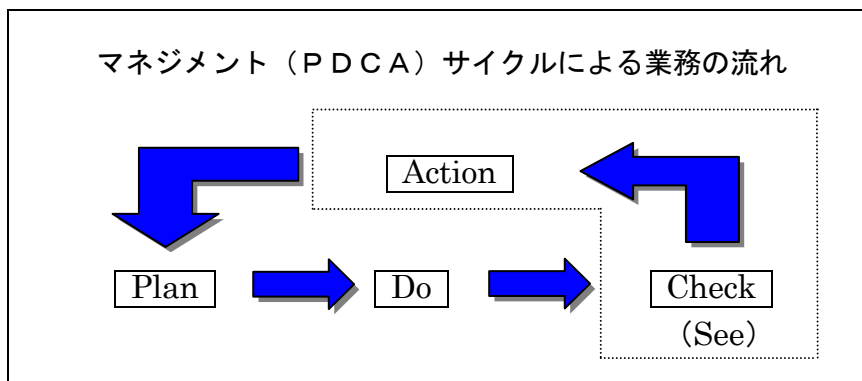 マネジメント（ＰＤＣＡ）サイクルによる業務の流れ
Action
Plan
Do
Check
（See）